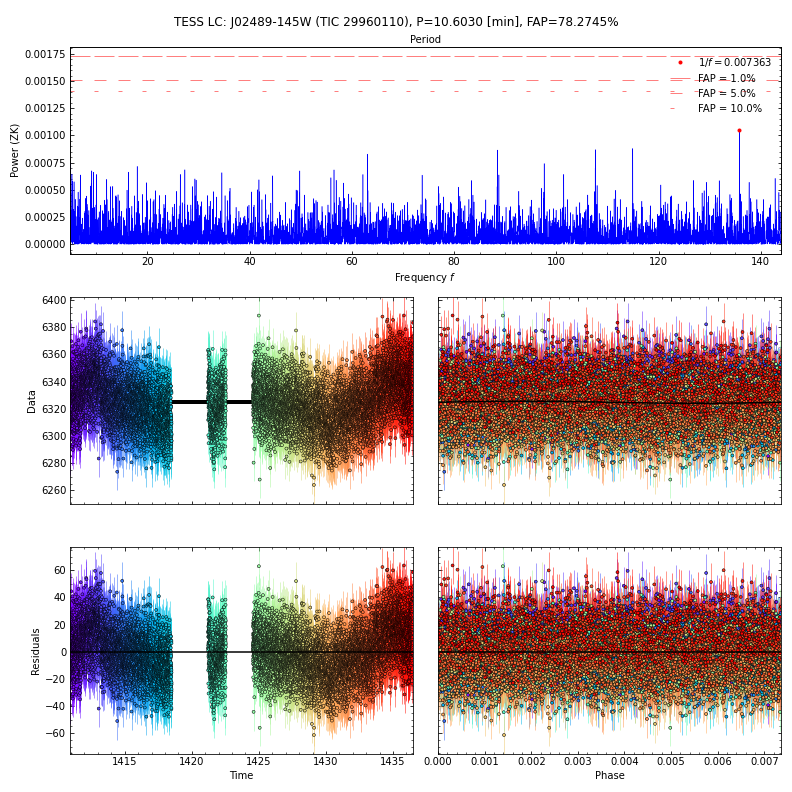 TESS LC: J02489-145W (TIC 29960110), P=10.6030 [min], FAP=78.2745%
Period
0.00175
0.00150
0.00125
0.00100
0.00075
0.00050
0.00025
0.00000
Power (ZK)
1/f = 0.007363
FAP = 1.0%
FAP = 5.0%
FAP = 10.0%
20 40 60 80 100 120 140
Frequency f
6400
6380
6360
6340
6320
6300
6280
6260
Data
60
40
20
0
−20
−40
−60
Residuals
1415 1420 1425 1430 1435
Time
0.000 0.001 0.002 0.003 0.004 0.005 0.006 0.007
Phase